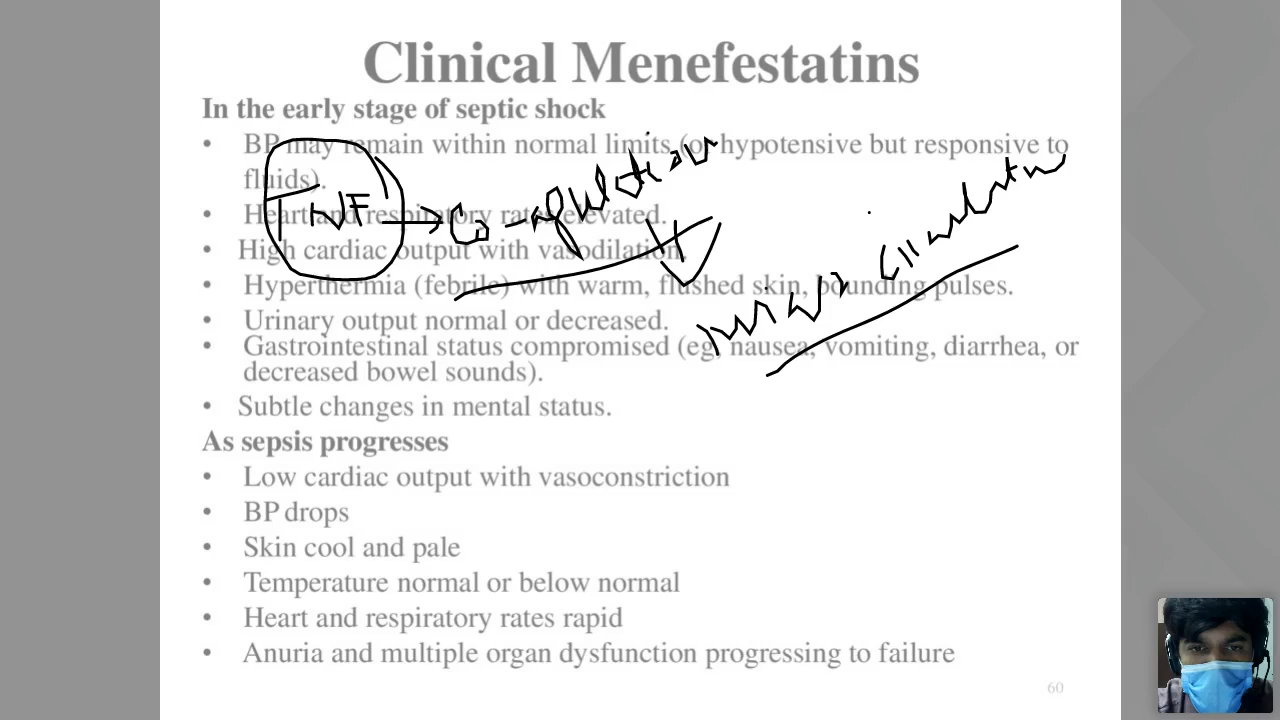 Clinical Menefestatins
In the early stage of septic shock
• BP may remain within normal limits (or hypotensive but responsive to
fluids).
• Heart and respiratory rates elevated.
• High cardiac output with vasodilation.
• Hyperthermia (febrile) with warm, flushed skin, bounding pulses.
• Urinary output normal or decreased.
• Gastrointestinal status compromised (eg, nausea, vomiting, diarrhea, or
decreased bowel sounds).
• Subtle changes in mental status.
As sepsis progresses
• Low cardiac output with vasoconstriction
• BP drops
• Skin cool and pale
• Temperature normal or below normal
• Heart and respiratory rates rapid
• Anuria and multiple organ dysfunction progressing to failure
60
TNF → Co-agulation